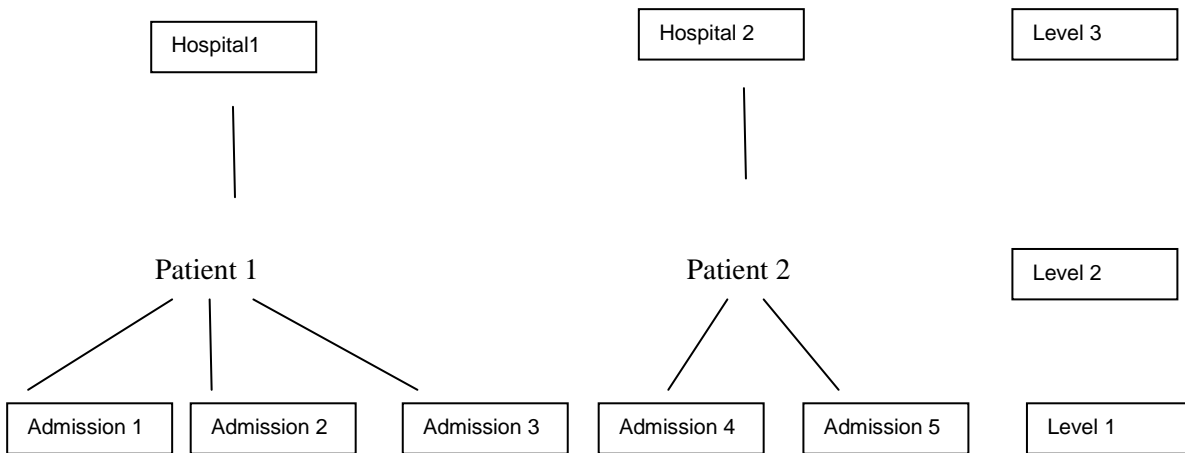 Hospital1
Hospital 2
Level 3
Patient 1
Patient 2
Level 2
Admission 1
Admission 2
Admission 3
Admission 4
Admission 5
Level 1